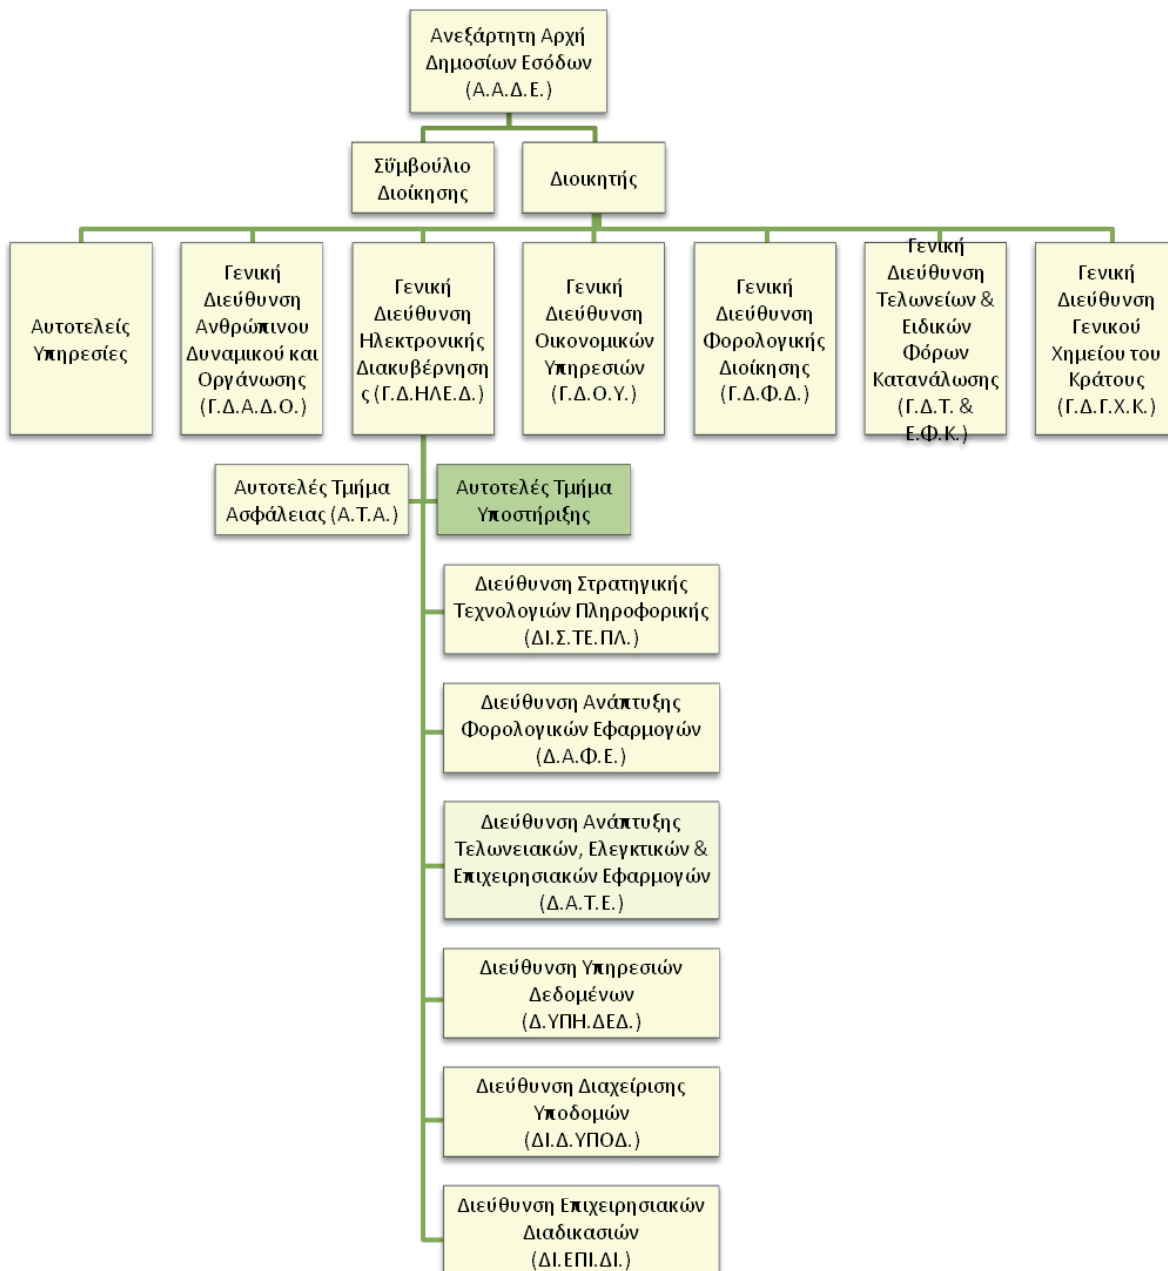 Ανεξάρτητη Αρχή
Δημοσίων Εσόδων
(Α.Α.Δ.Ε.)
Σΰμβούλιο
Διοίκησης
Διοικητής
Αυτοτελείς
Υπηρεσίες
Γενική
Διεύθυνση
Ανθρώπινου
Δυναμικού και
Οργάνωσης
(Γ.Δ.Α.Δ.Ο.)
Γενική
Διεύθυνση
Ηλεκτρονικής
Διακυβέρνηση
ς (Γ.Δ.ΗΛΕ.Δ.)
Γενική
Διεύθυνση
Οικονομικών
Υπηρεσιών
(Γ.Δ.Ο.Υ.)
Γενική
Διεύθυνση
Φορολογικής
Διοίκησης
(Γ.Δ.Φ.Δ.)
Γενική
Διεύθυνση
Τελωνείων &
Ειδικών
Φόρων
Κατανάλωσης
(Γ.Δ.Τ. &
Ε.Φ.Κ.)
Γενική
Διεύθυνση
Γενικού
Χημείου του
Κράτους
(Γ.Δ.Γ.Χ.Κ.)
Αυτοτελές Τμήμα
Ασφάλειας (Α.Τ.Α.)
Αυτοτελές Τμήμα
Υποστήριξης
Διεύθυνση Στρατηγικής
Τεχνολογιών Πληροφορικής
(ΔΙ.Σ.ΤΕ.ΠΛ.)
Διεύθυνση Ανάπτυξης
Φορολογικών Εφαρμογών
(Δ.Α.Φ.Ε.)
Διεύθυνση Ανάπτυξης
Τελωνειακών, Ελεγκτικών &
Επιχειρησιακών Εφαρμογών
(Δ.Α.Τ.Ε.)
Διεύθυνση Υπηρεσιών
Δεδομένων
(Δ.ΥΠΗ.ΔΕΔ.)
Διεύθυνση Διαχείρισης
Υποδομών
(ΔΙ.Δ.ΥΠΟΔ.)
Διεύθυνση Επιχειρησιακών
Διαδικασιών
(ΔΙ.ΕΠΙ.ΔΙ.)